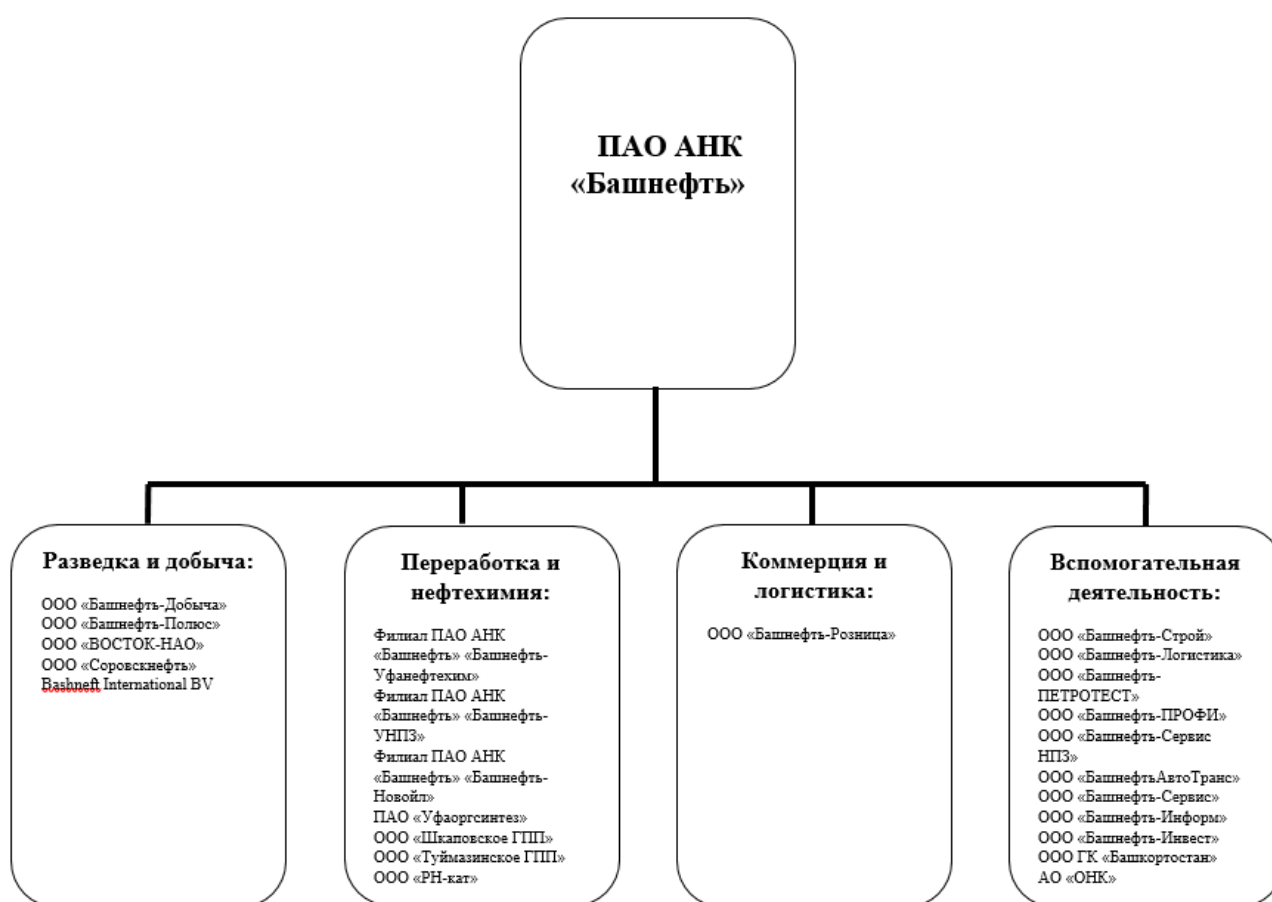 ПАО АНК
«Башнефть»
Разведка и добыча:
ООО «Башнефть-Добыча»
ООО «Башнефть-Полюс»
ООО «ВОСТОК-НАО»
ООО «Соровскнефть»
Bashneft International BV
Переработка и
нефтехимия:
Филиал ПАО АНК
«Башнефть» «Башнефть-
Уфанефтехим»
Филиал ПАО АНК
«Башнефть» «Башнефть-
УНПЗ»
Филиал ПАО АНК
«Башнефть» «Башнефть-
Новойл»
ПАО «Уфаоргсинтез»
ООО «Шкаповское ГПП»
ООО «Туймазинское ГПП»
ООО «РН-кат»
Коммерция и
логистика:
ООО «Башнефть-Розница»
Вспомогательная
деятельность:
ООО «Башнефть-Строй»
ООО «Башнефть-Логистика»
ООО «Башнефть-
ПЕТРОТЕСТ»
ООО «Башнефть-ПРОФИ»
ООО «Башнефть-Сервис
НПЗ»
ООО «БашнефтьАвтоТранс»
ООО «Башнефть-Сервис»
ООО «Башнефть-Информ»
ООО «Башнефть-Инвест»
ООО ГК «Башкортостан»
АО «ОНК»